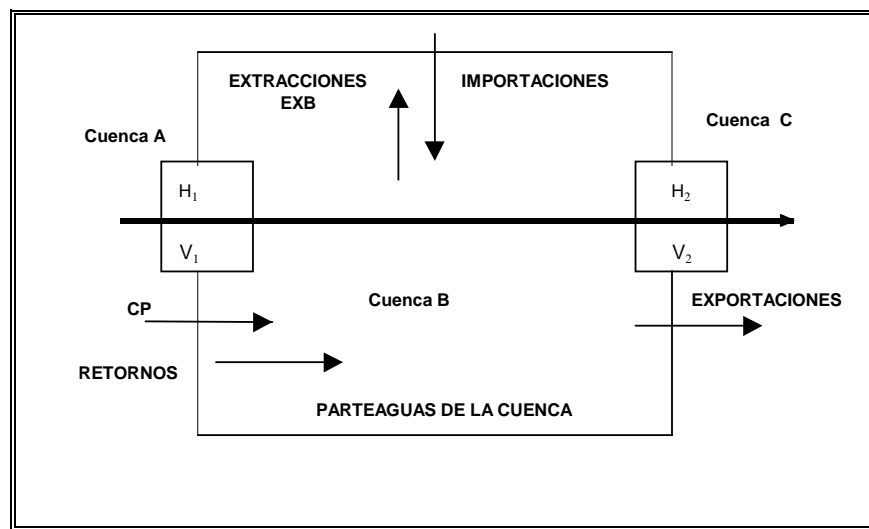 EXTRACCIONES
EXB
IMPORTACIONES
Cuenca A
Cuenca C
H₁
H₂
V₁
V₂
CP
Cuenca B
EXPORTACIONES
RETORNOS
PARTEAGUAS DE LA CUENCA